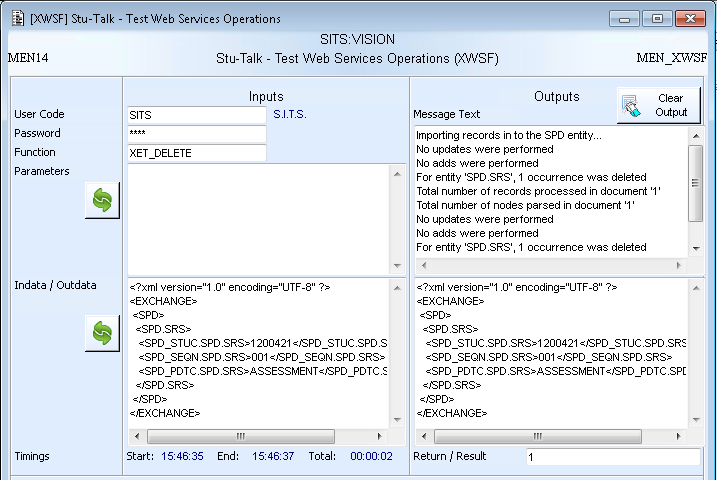 [XWSF] Stu-Talk - Test Web Services Operations
SITS:VISION
MEN14
Stu-Talk - Test Web Services Operations (XWSF)
MEN_XWSF
Inputs
Outputs
Clear Output
User Code
SITS
S.I.T.S.
Message Text
Password
****
Function
XET_DELETE
Parameters
Importing records in to the SPD entity...
No updates were performed
No adds were performed
For entity 'SPD.SRS', 1 occurrence was deleted
Total number of records processed in document '1'
Total number of nodes parsed in document '1'
No updates were performed
No adds were performed
For entity 'SPD.SRS', 1 occurrence was deleted
Indata / Outdata
<?xml version="1.0" encoding="UTF-8" ?>
<EXCHANGE>
<SPD>
<SPD.SRS>
<SPD_STUC.SPD.SRS>1200421</SPD_STUC.SPD.S
<SPD_SEQN.SPD.SRS>001</SPD_SEQN.SPD.SRS>
<SPD_PDTC.SPD.SRS>ASSESSMENT</SPD_PDTC.S
</SPD.SRS>
</SPD>
</EXCHANGE>
<?xml version="1.0" encoding="UTF-8" ?>
<EXCHANGE>
<SPD>
<SPD.SRS>
<SPD_STUC.SPD.SRS>1200421</SPD_STUC.SPD.S
<SPD_SEQN.SPD.SRS>001</SPD_SEQN.SPD.SRS>
<SPD_PDTC.SPD.SRS>ASSESSMENT</SPD_PDTC.
</SPD.SRS>
</SPD>
</EXCHANGE>
Timings
Start: 15:46:35 End: 15:46:37 Total: 00:00:02
Return / Result
1